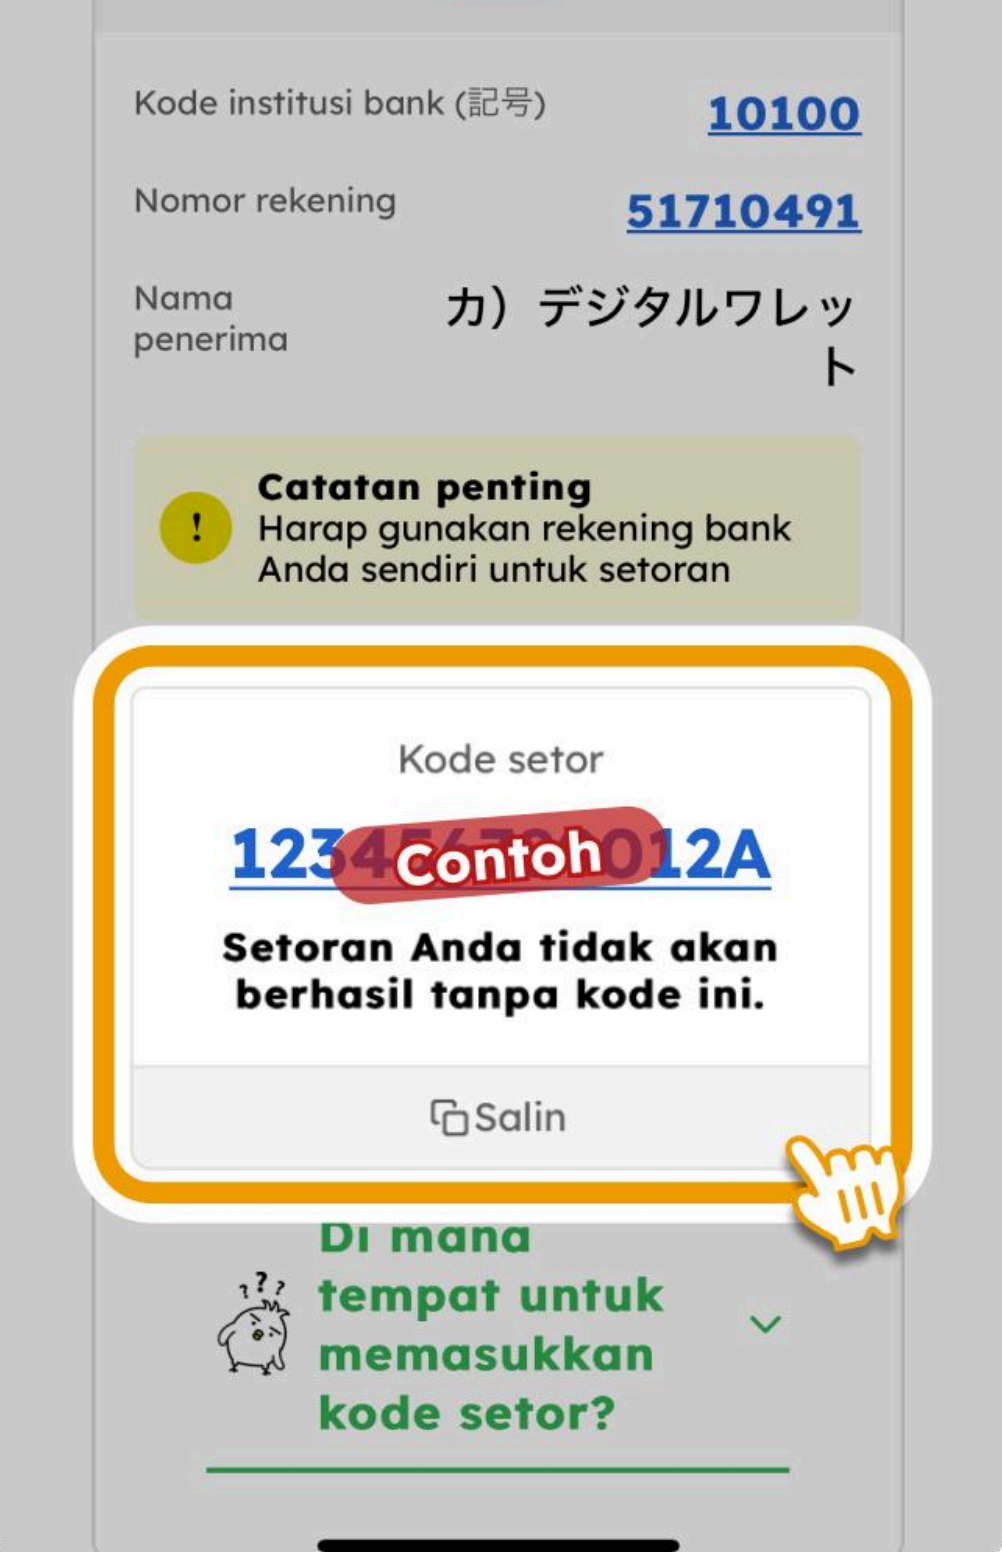 Kode institusi bank (記号)
10100
Nomor rekening
51710491
Nama
penerima
カ）デジタルワレッ
ト
!
Catatan penting
Harap gunakan rekening bank
Anda sendiri untuk setoran
Kode setor
123456789012A
Contoh
Setoran Anda tidak akan
berhasil tanpa kode ini.
Salin
???
Di mana
tempat untuk
memasukkan
kode setor?